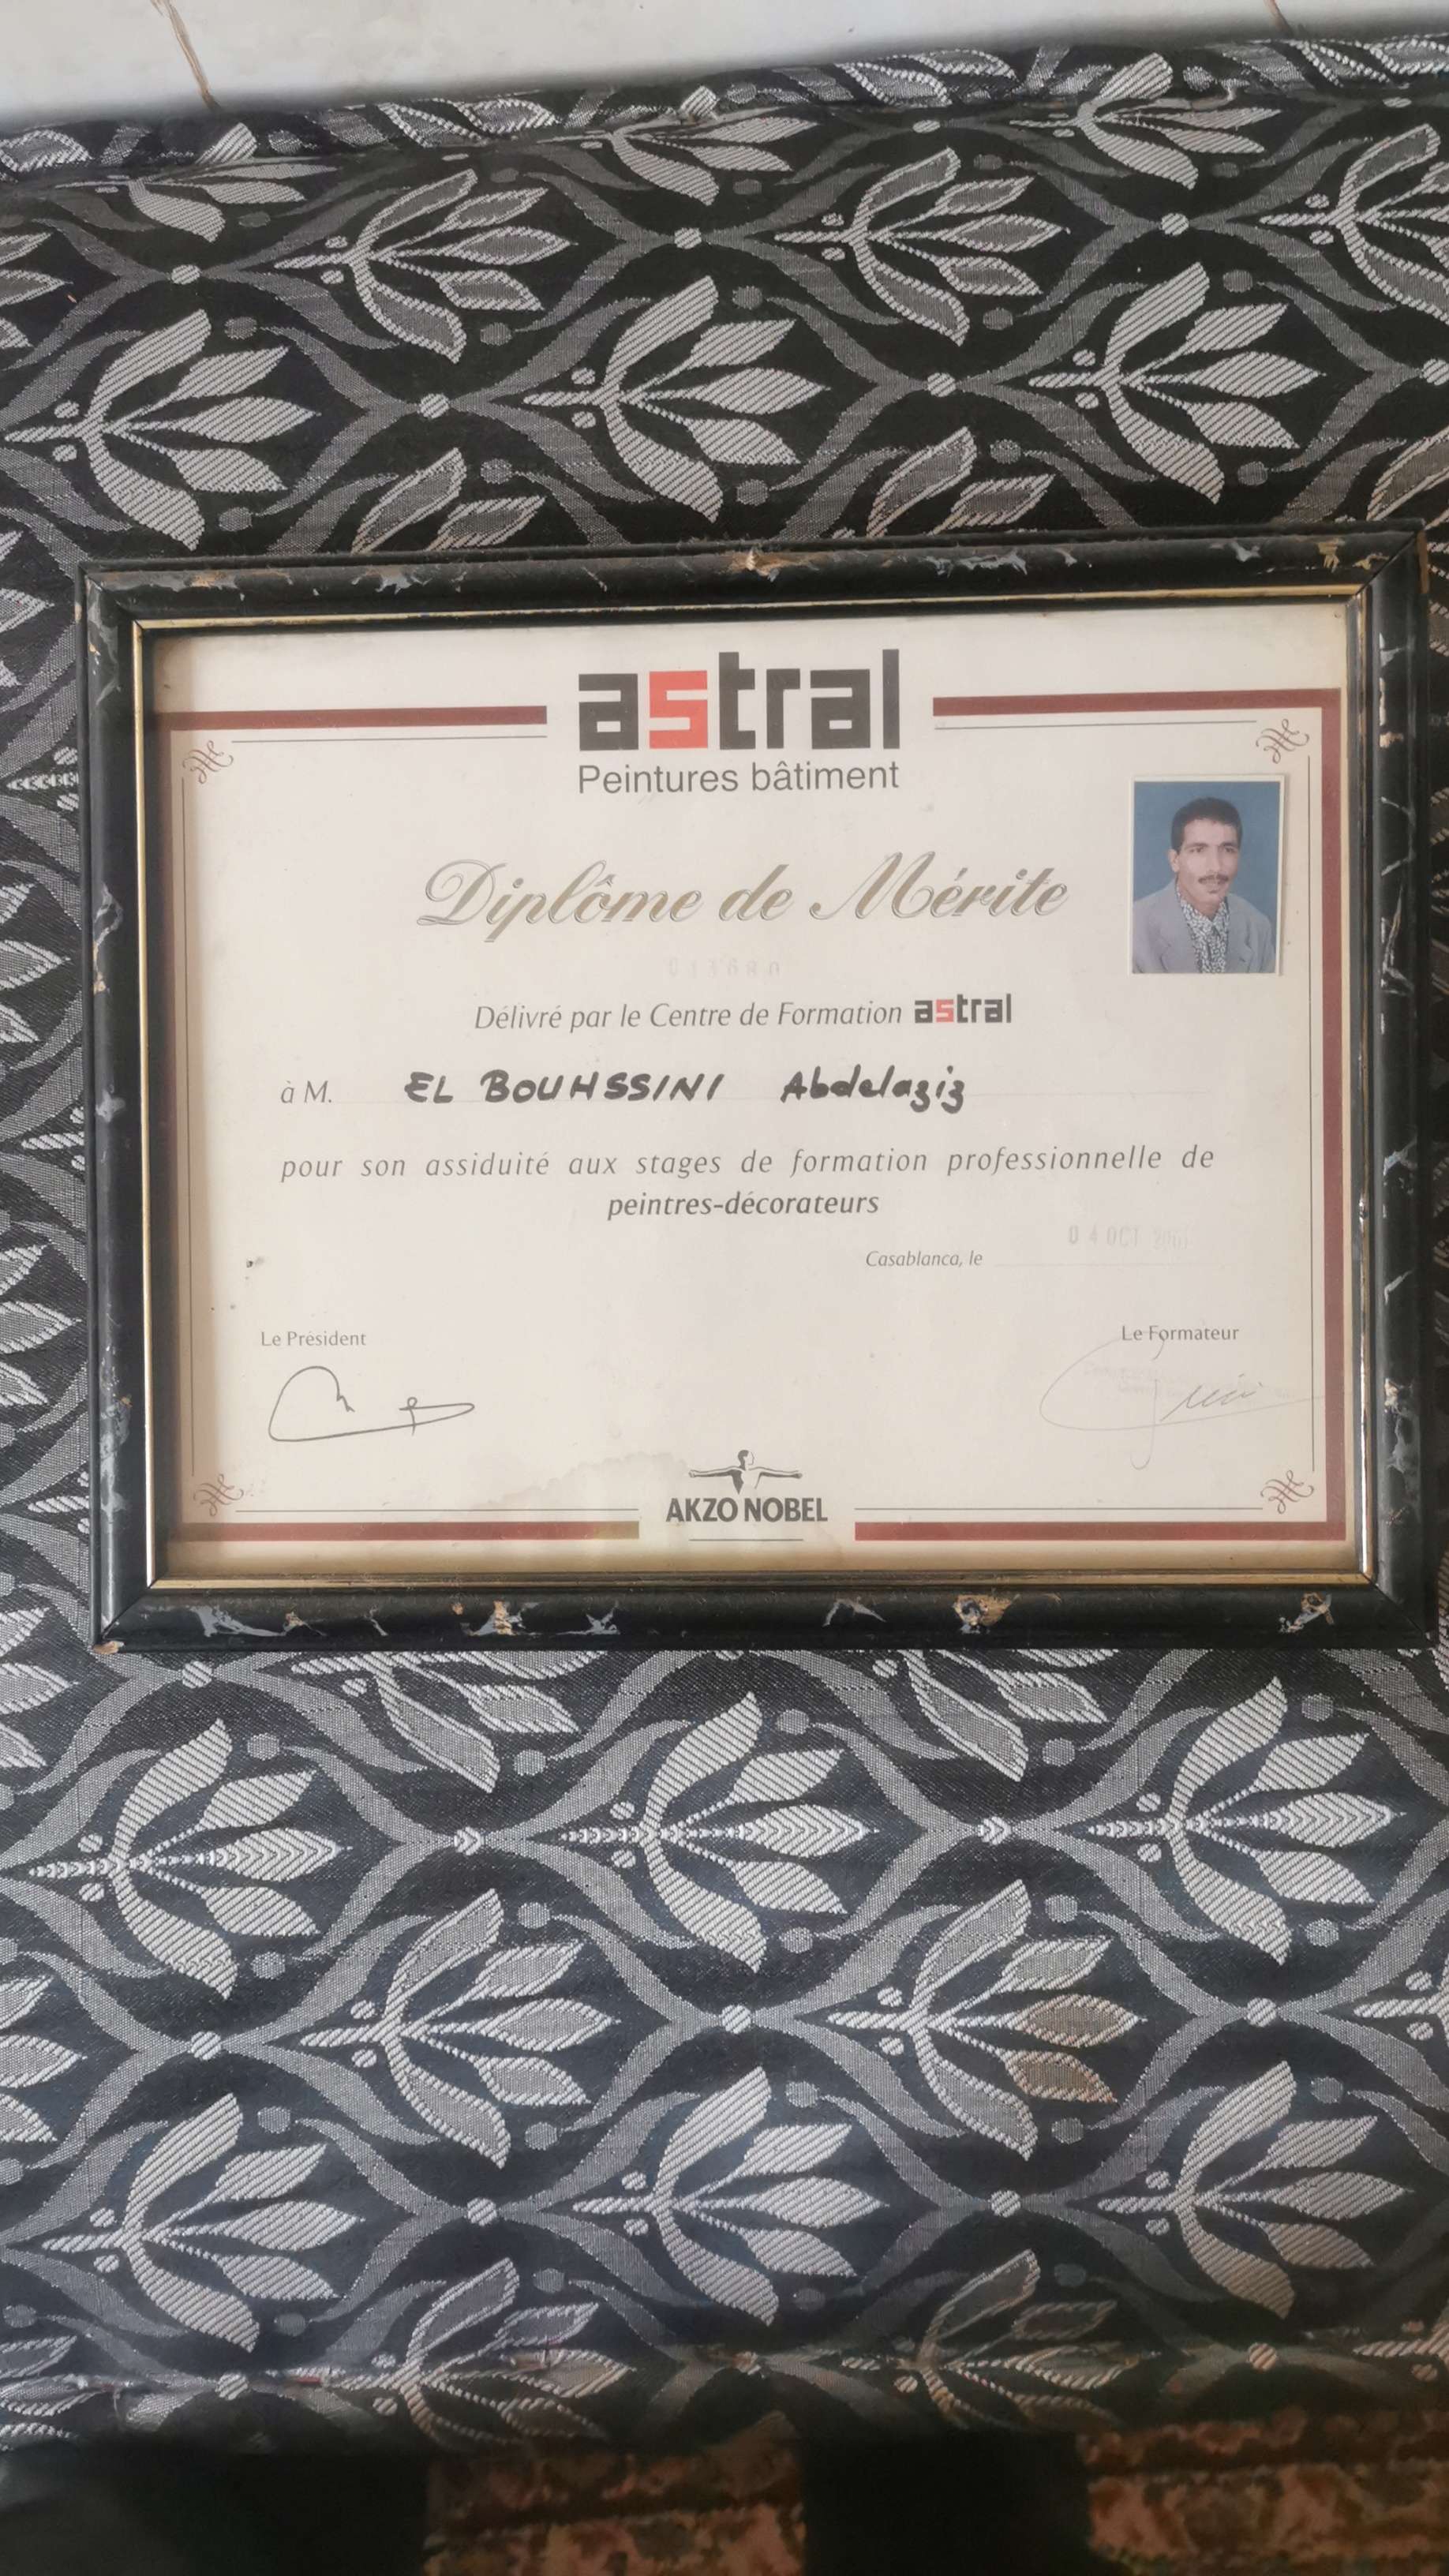 astral
Peintures bâtiment
Diplôme de Mérite
Délivré par le Centre de Formation astral
à M. EL BOUHSSINI Abdelaziz
pour son assiduité aux stages de formation professionnelle de
peintres-décorateurs
04 OCT
Casablanca, le
Le Président
Le Formateur
AKZO NOBEL